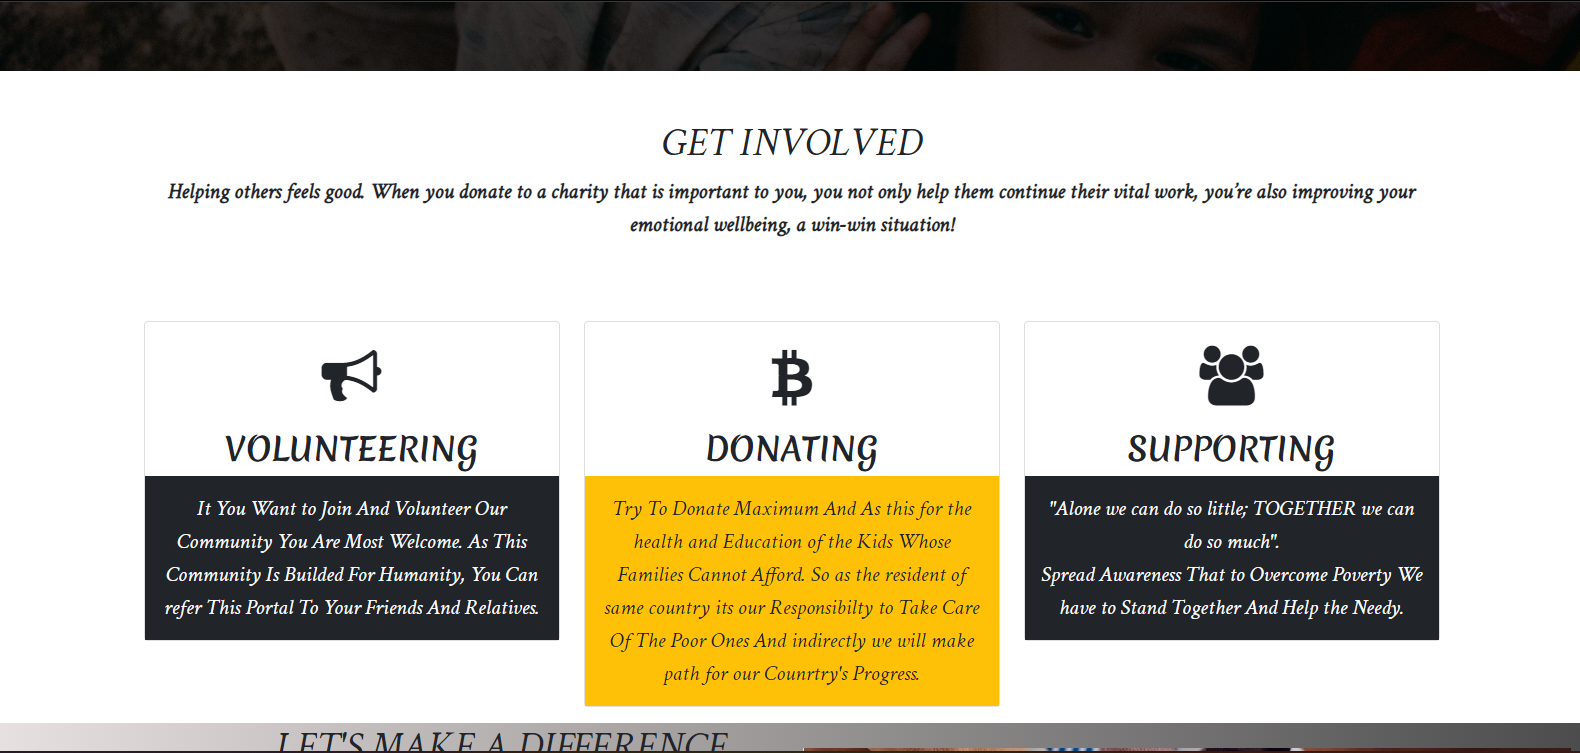 GET INVOLVED
Helping others feels good. When you donate to a charity that is important to you, you not only help them continue their vital work, you’re also improving your
emotional wellbeing, a win-win situation!
VOLUNTEERING
It You Want to Join And Volunteer Our
Community You Are Most Welcome. As This
Community Is Builded For Humanity, You Can
refer This Portal To Your Friends And Relatives.
DONATING
Try To Donate Maximum And As this for the
health and Education of the Kids Whose
Families Cannot Afford. So as the resident of
same country its our Responsibilty to Take Care
Of The Poor Ones And indirectly we will make
path for our Counrtry's Progress.
SUPPORTING
"Alone we can do so little; TOGETHER we can
do so much".
Spread Awareness That to Overcome Poverty We
have to Stand Together And Help the Needy.
LET'S MAKE A DIFFERENCE